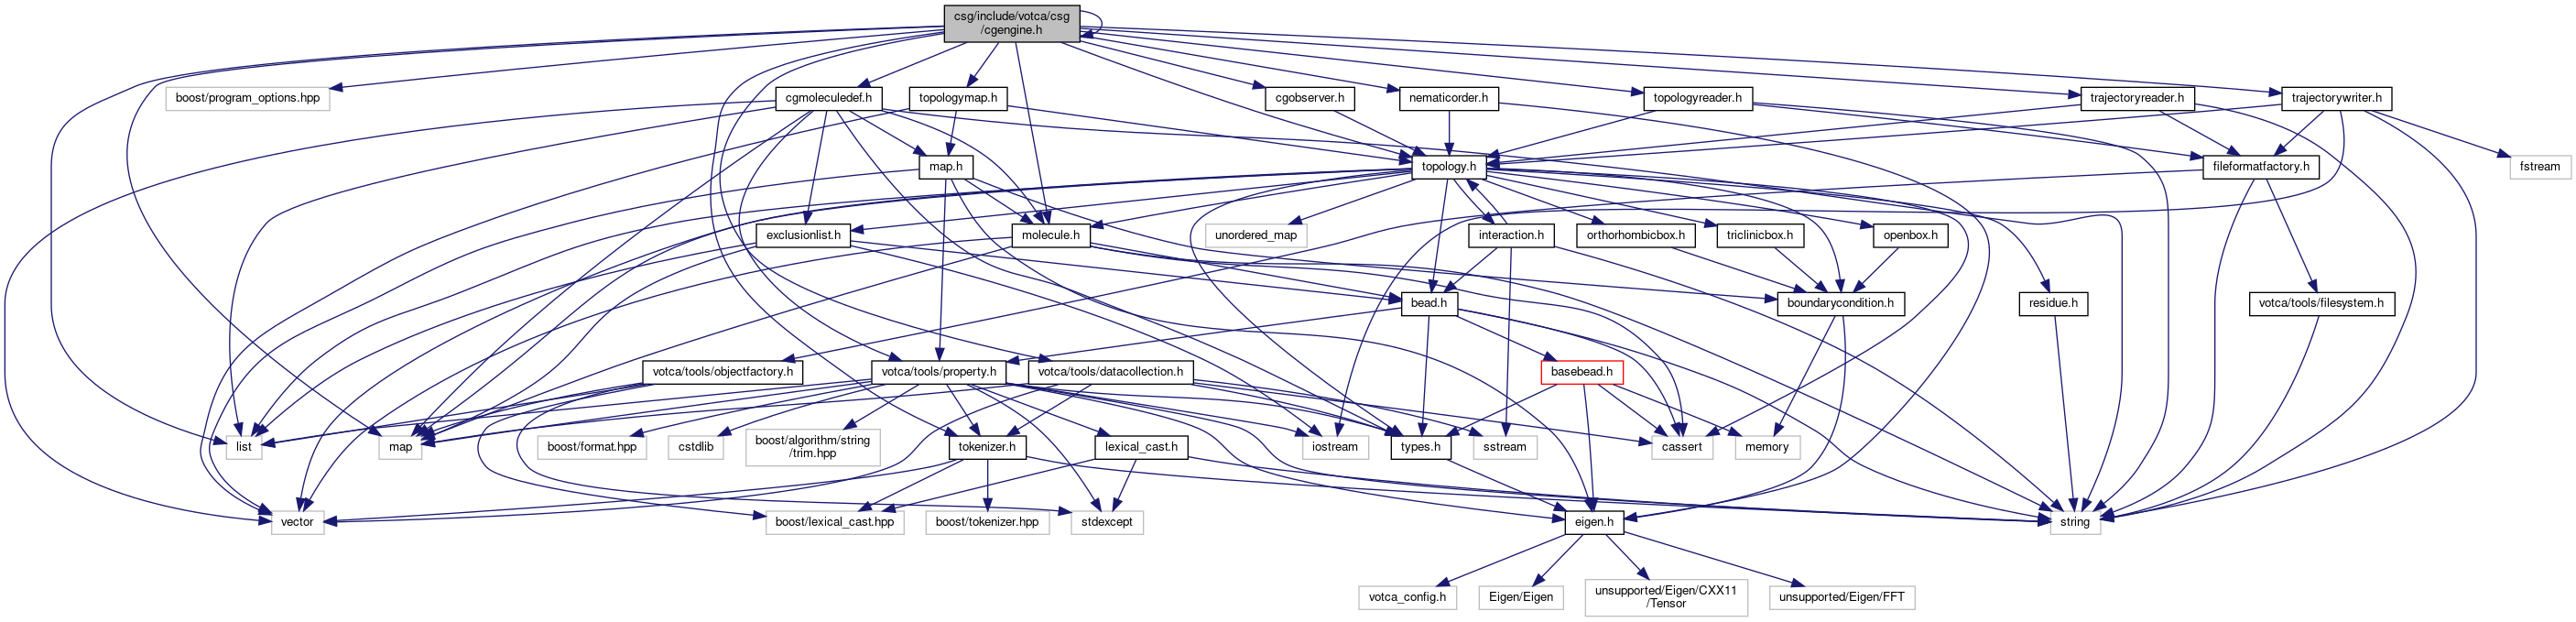 csg/include/votca/csg
/cgengine.h
boost/program_options.hpp
cgmoleculedef.h
topologymap.h
cgobserver.h
nematicorder.h
topologyreader.h
trajectoryreader.h
trajectorywriter.h
map.h
topology.h
fileformatfactory.h
fstream
exclusionlist.h
molecule.h
unordered_map
interaction.h
orthorhombicbox.h
triclinicbox.h
openbox.h
bead.h
boundarycondition.h
residue.h
votca/tools/filesystem.h
votca/tools/objectfactory.h
votca/tools/property.h
votca/tools/datacollection.h
basebead.h
list
map
boost/format.hpp
cstdlib
boost/algorithm/string
/trim.hpp
tokenizer.h
lexical_cast.h
iostream
types.h
sstream
cassert
memory
vector
boost/lexical_cast.hpp
boost/tokenizer.hpp
stdexcept
eigen.h
string
votca_config.h
Eigen/Eigen
unsupported/Eigen/CXX11
/Tensor
unsupported/Eigen/FFT